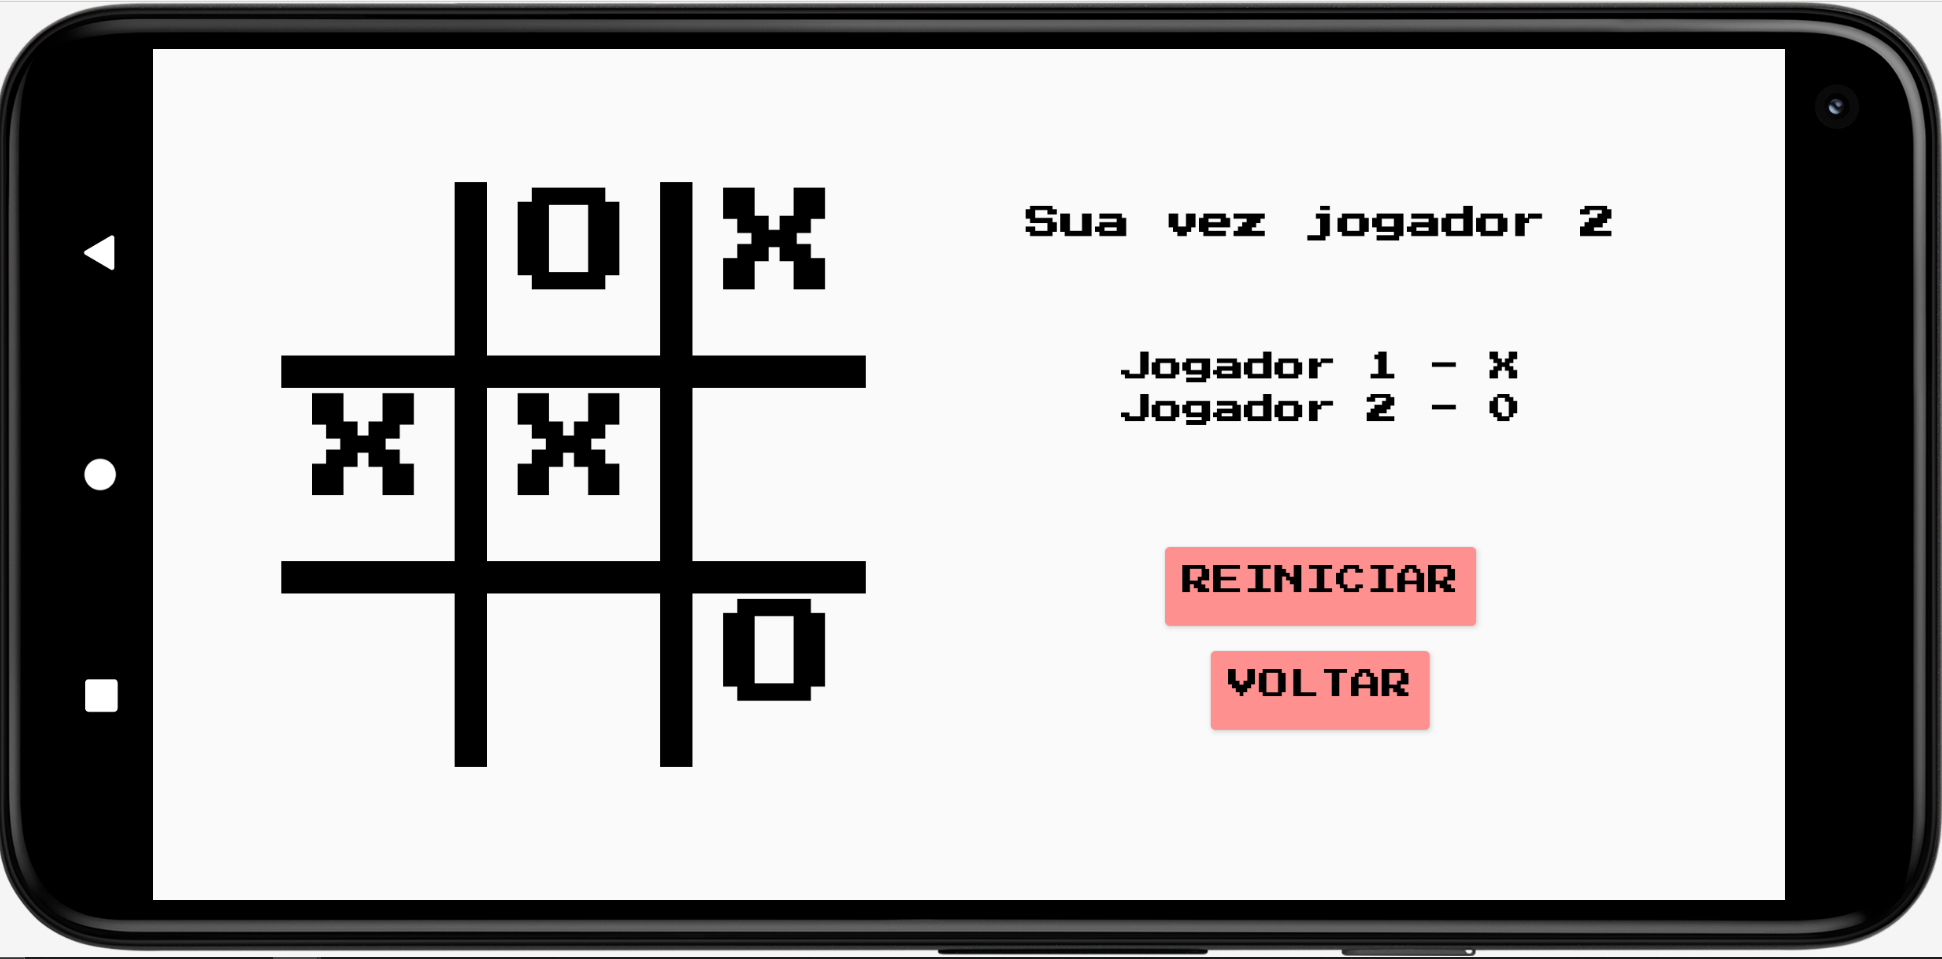 O X
X X
O
Sua vez jogador 2
Jogador 1 - X
Jogador 2 - O
REINICIAR
VOLTAR